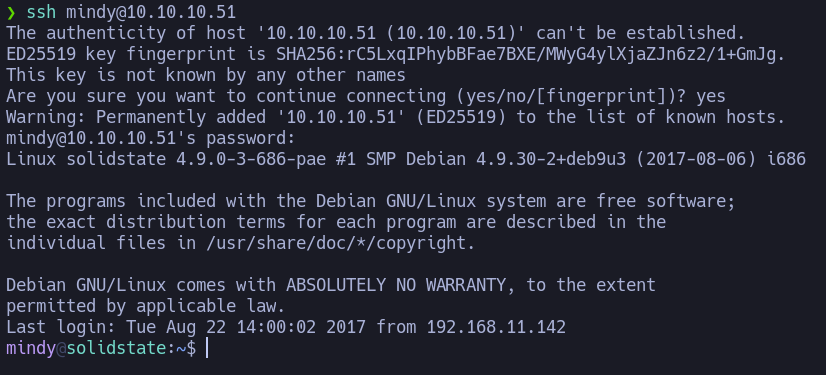 ❯ ssh mindy@10.10.10.51
The authenticity of host '10.10.10.51 (10.10.10.51)' can't be established.
ED25519 key fingerprint is SHA256:rC5LxqIPhybBFae7BXE/MWyG4ylXjaZJn6z2/1+GmJg.
This key is not known by any other names
Are you sure you want to continue connecting (yes/no/[fingerprint])? yes
Warning: Permanently added '10.10.10.51' (ED25519) to the list of known hosts.
mindy@10.10.10.51's password:
Linux solidstate 4.9.0-3-686-pae #1 SMP Debian 4.9.30-2+deb9u3 (2017-08-06) i686
The programs included with the Debian GNU/Linux system are free software;
the exact distribution terms for each program are described in the
individual files in /usr/share/doc/*/copyright.
Debian GNU/Linux comes with ABSOLUTELY NO WARRANTY, to the extent
permitted by applicable law.
Last login: Tue Aug 22 14:00:02 2017 from 192.168.11.142
mindy@solidstate:~$